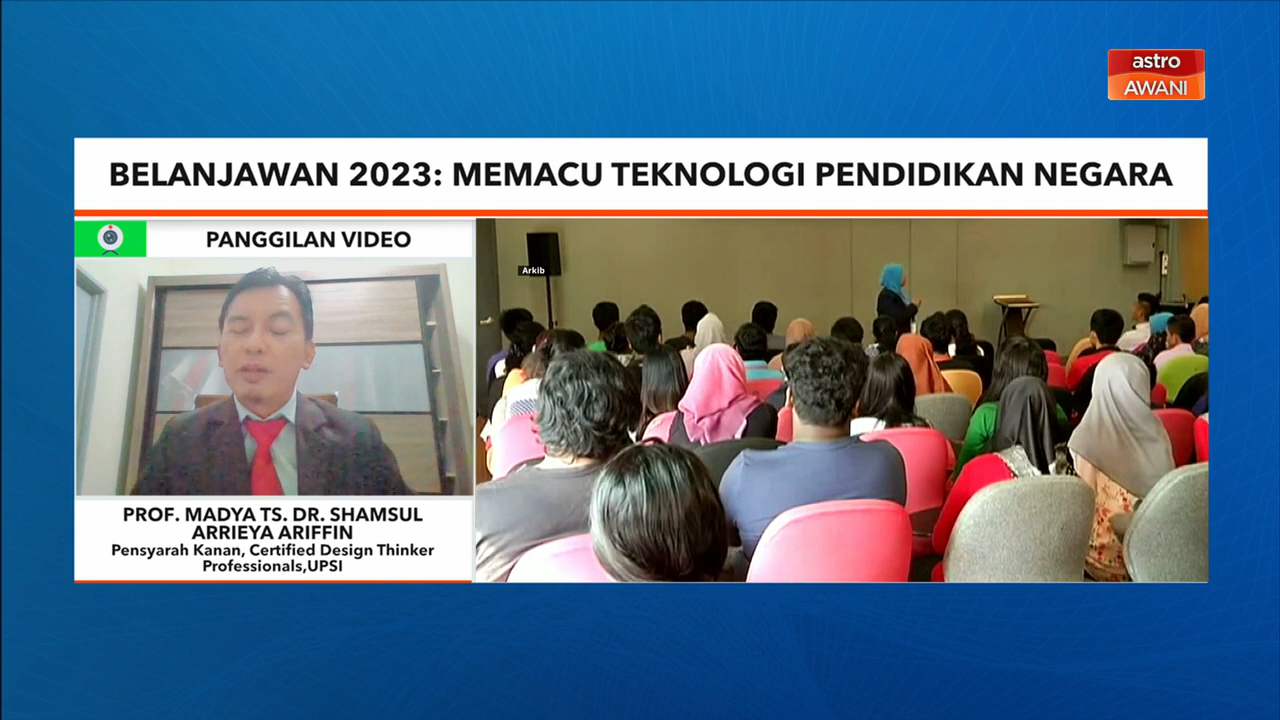 astro
AWANI
BELANJAWAN 2023: MEMACU TEKNOLOGI PENDIDIKAN NEGARA
PANGGILAN VIDEO
Arkib
PROF. MADYA TS. DR. SHAMSUL
ARRIEYA ARIFFIN
Pensyarah Kanan, Certified Design Thinker
Professionals,UPSI